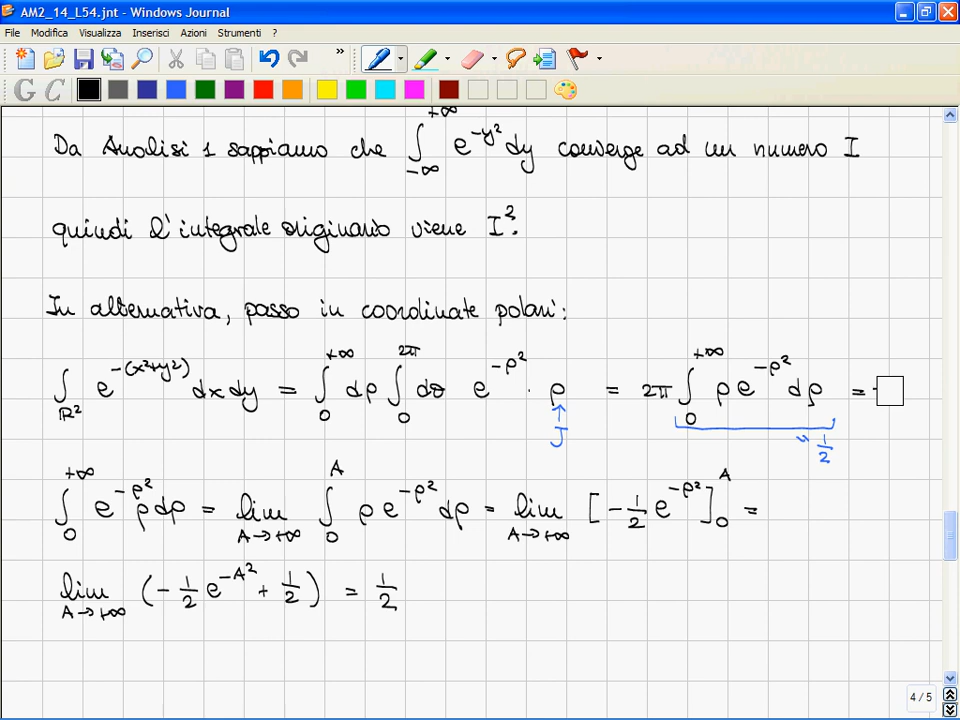 AM2_14_L54.jnt - Windows Journal
File Modifica Visualizza Inserisci Azioni Strumenti ?
Da Analisi 1 sappiamo che ∫_{-∞}^{+∞} e^{-y²} dy converge ad un numero I
quindi l'integrale originario viene I².
In alternativa, passo in coordinate polari:
∫_{ℝ²} e^{-(x²+y²)} dxdy = ∫_0^{+∞} dρ ∫_0^{2π} dθ e^{-ρ²} · ρ = 2π ∫_0^{+∞} ρ e^{-ρ²} dρ =
↑ J
" 1/2
∫_0^{+∞} e^{-ρ²} ρ dρ = lim_{A→+∞} ∫_0^A ρ e^{-ρ²} dρ = lim_{A→+∞} [-1/2 e^{-ρ²}]_0^A =
lim_{A→+∞} (-1/2 e^{-A²} + 1/2) = 1/2
4 / 5